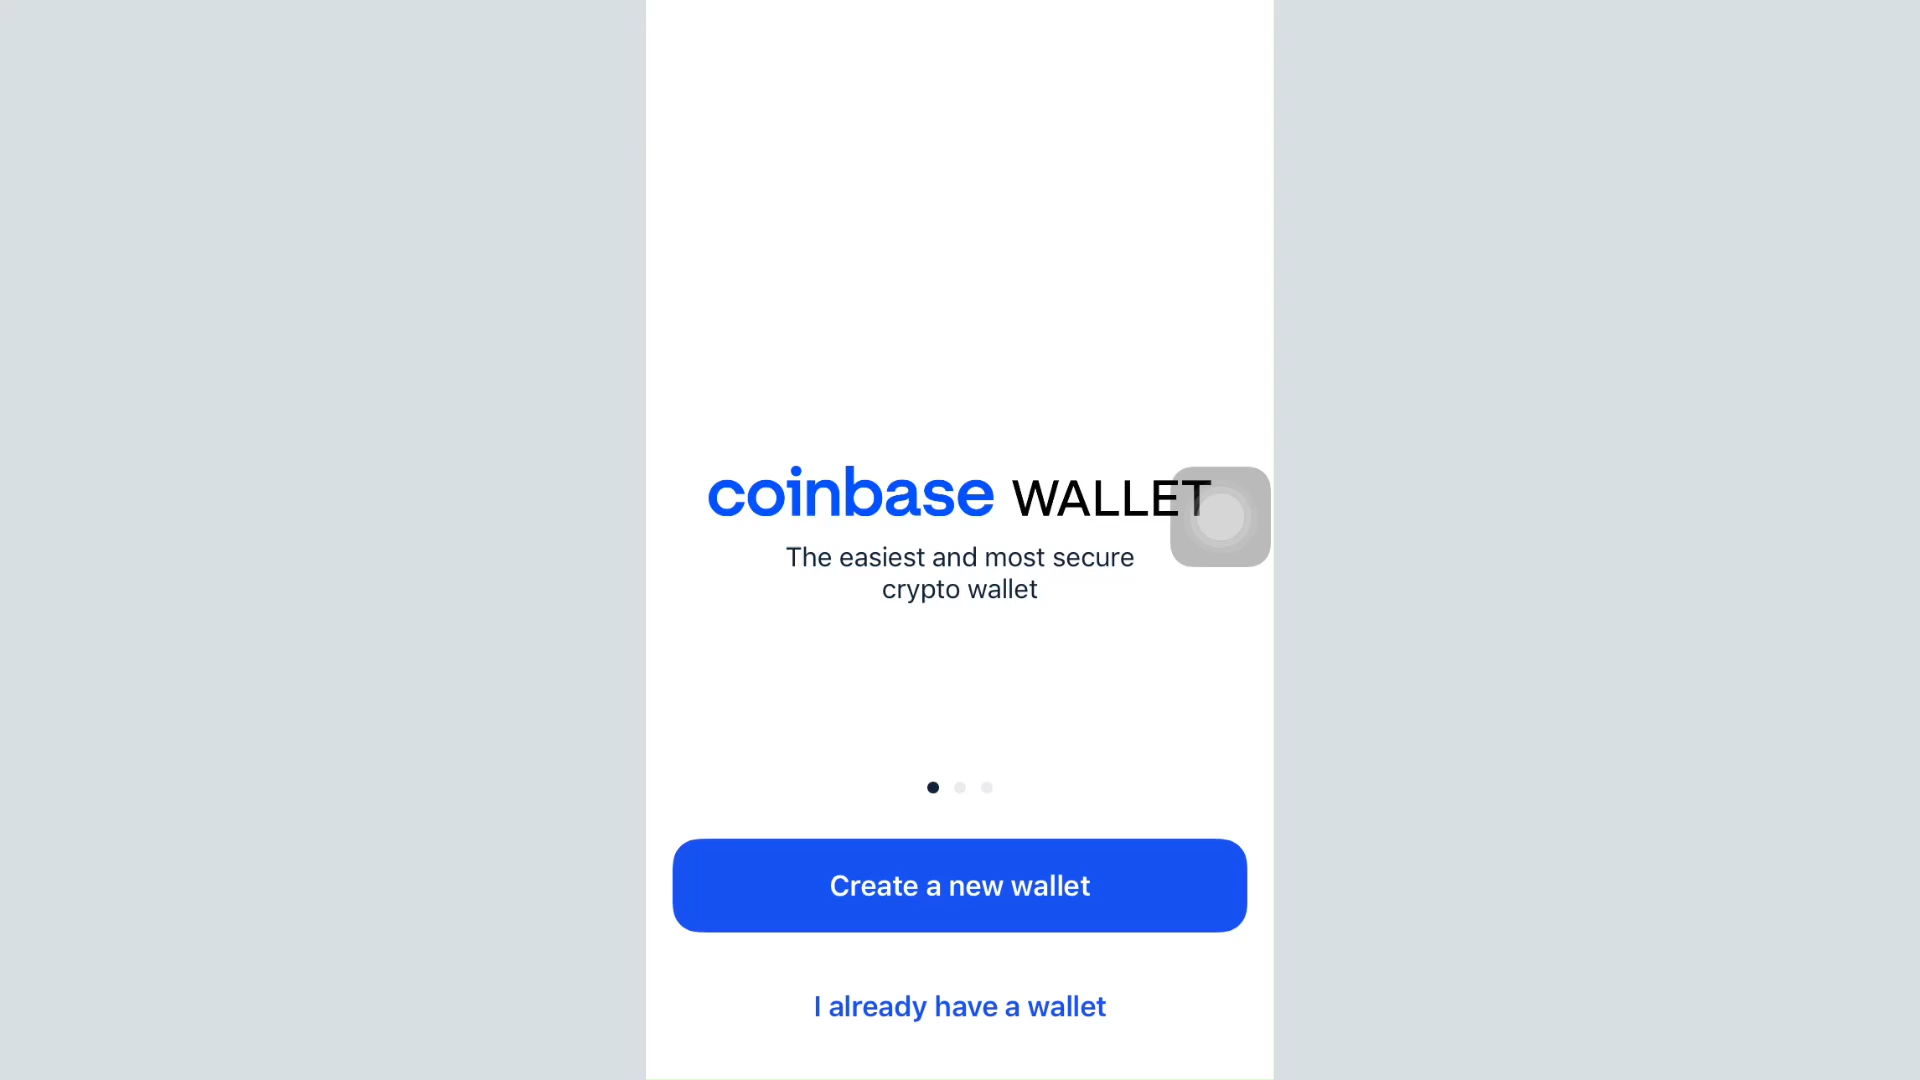 coinbase WALLET
The easiest and most secure
crypto wallet
Create a new wallet
I already have a wallet